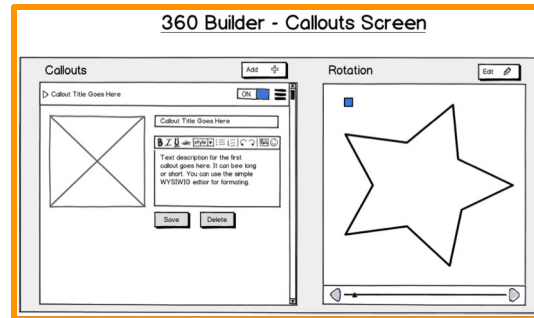 360 Builder - Callouts Screen
Callouts
Add
Rotation
Edit
Callout Title Goes Here
ON
Callout Title Goes Here
B I U abc style
Text description for the first
callout goes here. It can bee long
or short. You can use the simple
WYSIWIG edtior for formating.
Save
Delete